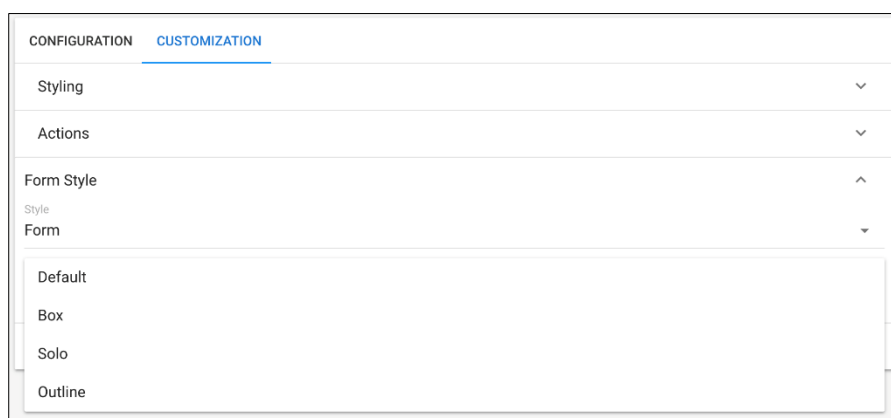 CONFIGURATION CUSTOMIZATION
Styling
Actions
Form Style
Style
Form
Default
Box
Solo
Outline